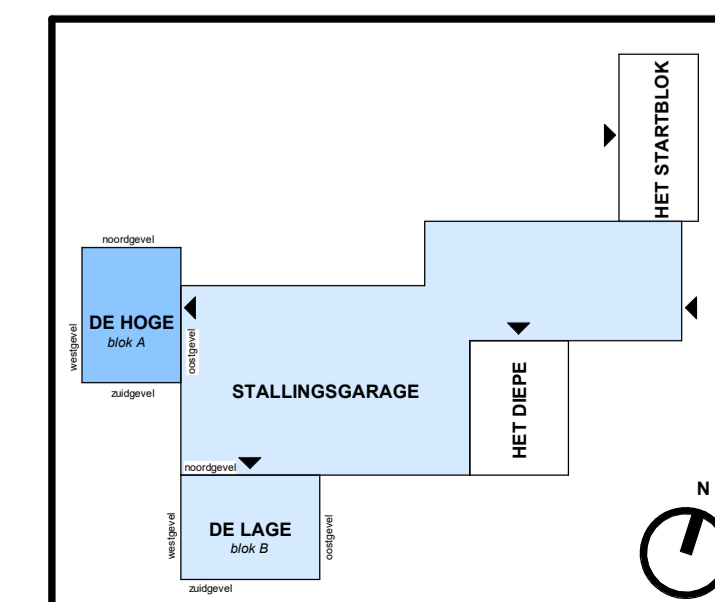 HET STARTBLOK
noordgevel
DE HOGE
blok A
westgevel
oostgevel
zuidgevel
STALLINGSGARAGE
HET DIEPE
noordgevel
N
DE LAGE
blok B
westgevel
oostgevel
zuidgevel